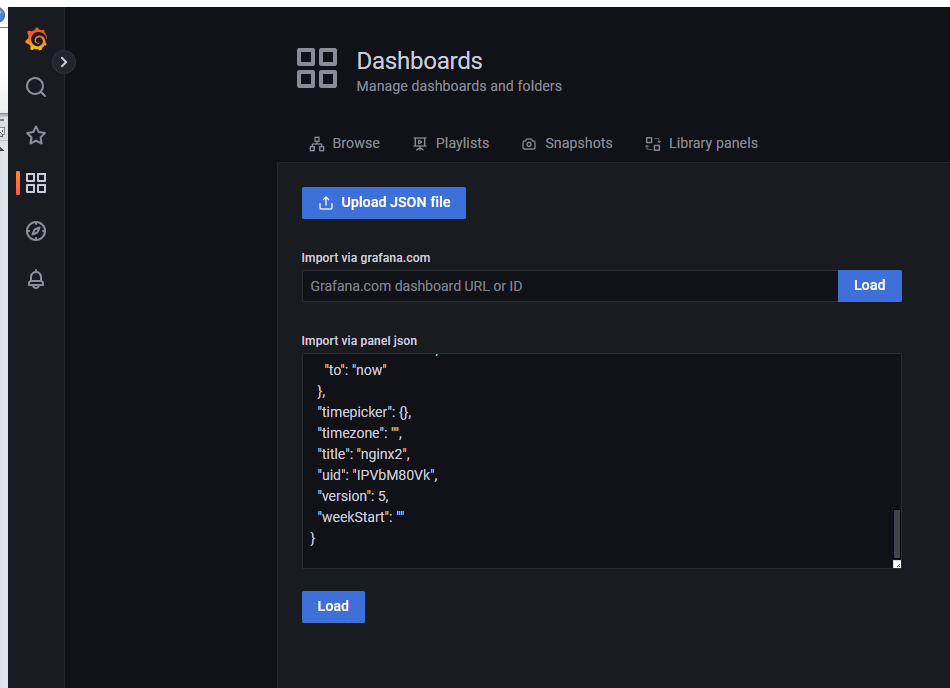 Dashboards
Manage dashboards and folders
Browse Playlists Snapshots Library panels
Upload JSON file
Import via grafana.com
Grafana.com dashboard URL or ID Load
Import via panel json
"to": "now"
},
"timepicker": {},
"timezone": "",
"title": "nginx2",
"uid": "IPVbM80Vk",
"version": 5,
"weekStart": ""
}
Load